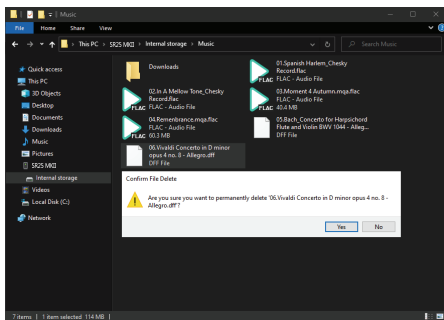 Music
File
Home
Share
View
This PC
SR25 MKII
Internal storage
Music
Search Music
Quick access
This PC
3D Objects
Desktop
Documents
Downloads
Music
Pictures
SR25 MKII
Internal storage
Videos
Local Disk (C:)
Network
Downloads
01.Spanish Harlem_Chesky
Record.flac
FLAC - Audio File
FLAC
02.In A Mellow Tone_Chesky
Record.flac
FLAC - Audio File
FLAC
03.Moment 4 Autumn.mqa.flac
FLAC - Audio File
40.4 MB
FLAC
04.Remembrance.mqa.flac
FLAC - Audio File
60.3 MB
FLAC
05.Bach_Concerto for Harpsichord
Flute and Violin BWV 1044 - Alleg...
DFF File
06.Vivaldi Concerto in D minor
opus 4 no. 8 - Allegro.dff
DFF File
Confirm File Delete
Are you sure you want to permanently delete '06.Vivaldi Concerto in D minor opus 4 no. 8 -
Allegro.dff'?
Yes
No
7 items
1 item selected 114 MB